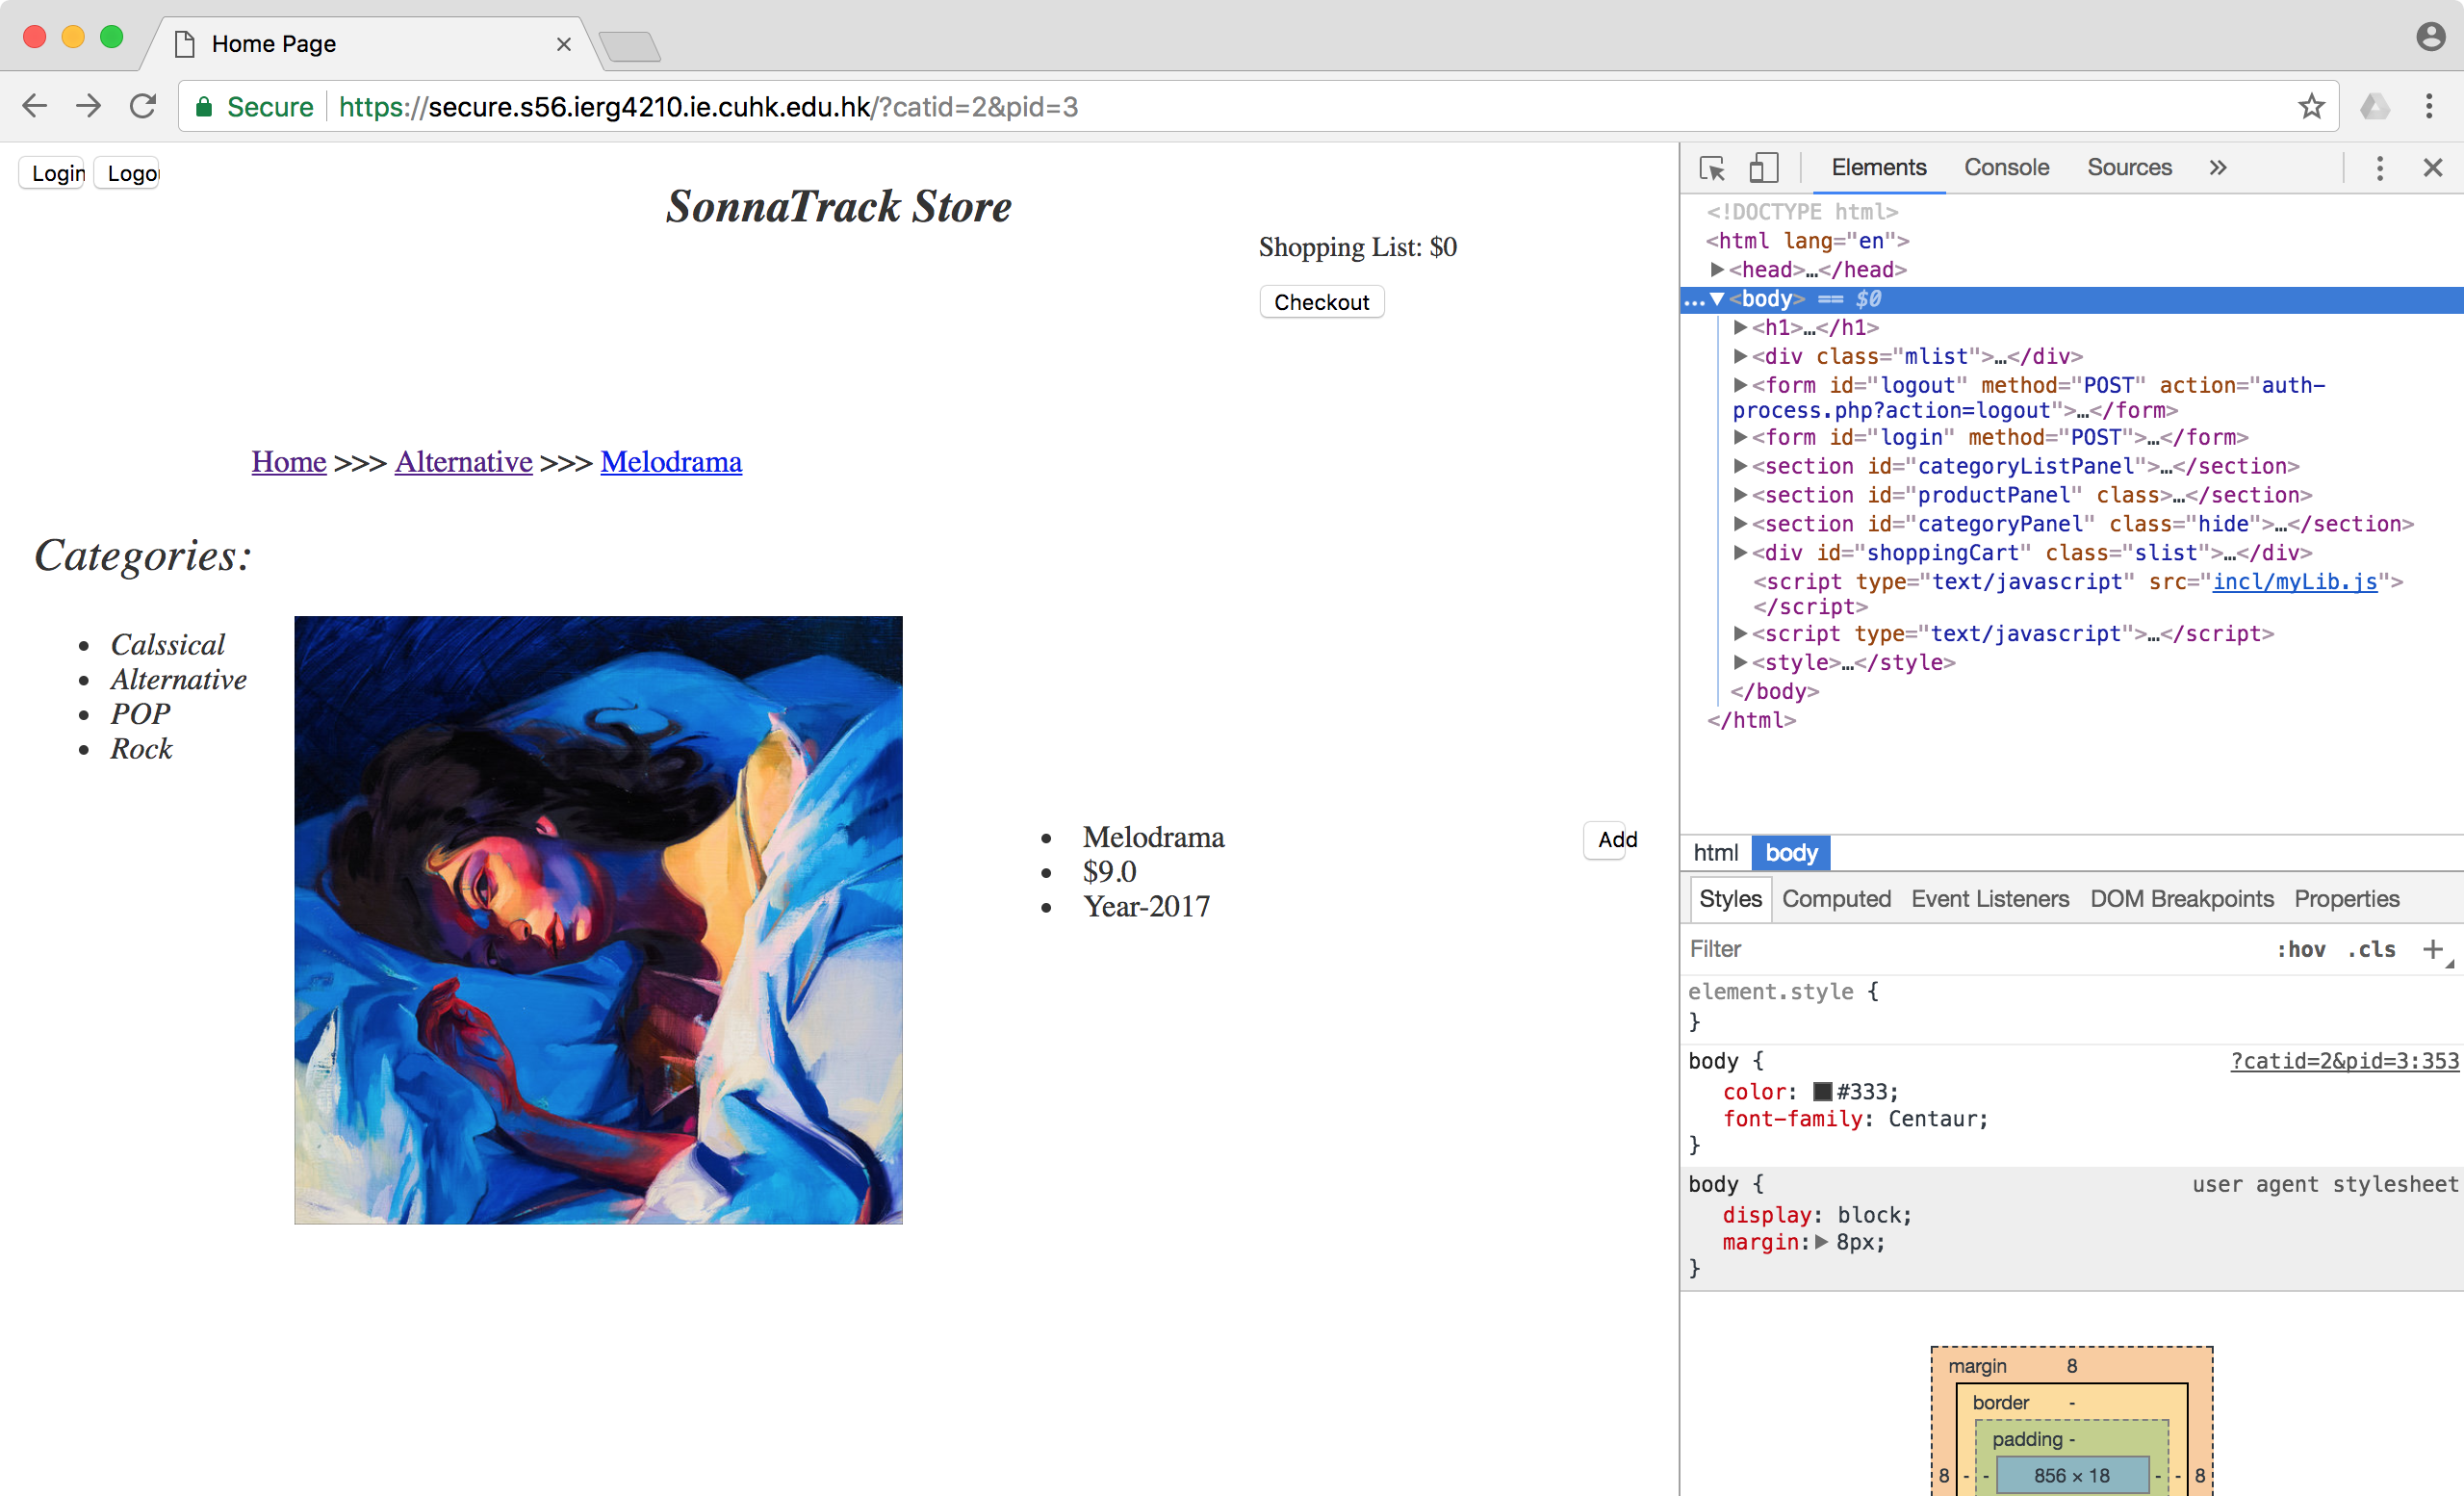 Home Page
Secure https://secure.s56.ierg4210.ie.cuhk.edu.hk/?catid=2&pid=3
Login Logo
SonnaTrack Store
Shopping List: $0
Checkout
Home >>> Alternative >>> Melodrama
Categories:
Calssical
Alternative
POP
Rock
Melodrama
$9.0
Year-2017
Add
Elements Console Sources »
<!DOCTYPE html>
<html lang="en">
<head>…</head>
…<body> == $0
<h1>…</h1>
<div class="mlist">…</div>
<form id="logout" method="POST" action="auth-
process.php?action=logout">…</form>
<form id="login" method="POST">…</form>
<section id="categoryListPanel">…</section>
<section id="productPanel" class>…</section>
<section id="categoryPanel" class="hide">…</section>
<div id="shoppingCart" class="slist">…</div>
<script type="text/javascript" src="incl/myLib.js">
</script>
<script type="text/javascript">…</script>
<style>…</style>
</body>
</html>
html body
Styles Computed Event Listeners DOM Breakpoints Properties
Filter :hov .cls +
element.style {
}
body { ?catid=2&pid=3:353
color: #333;
font-family: Centaur;
}
body { user agent stylesheet
display: block;
margin: 8px;
}
margin 8
border -
padding -
8 - - 856 × 18 - - 8